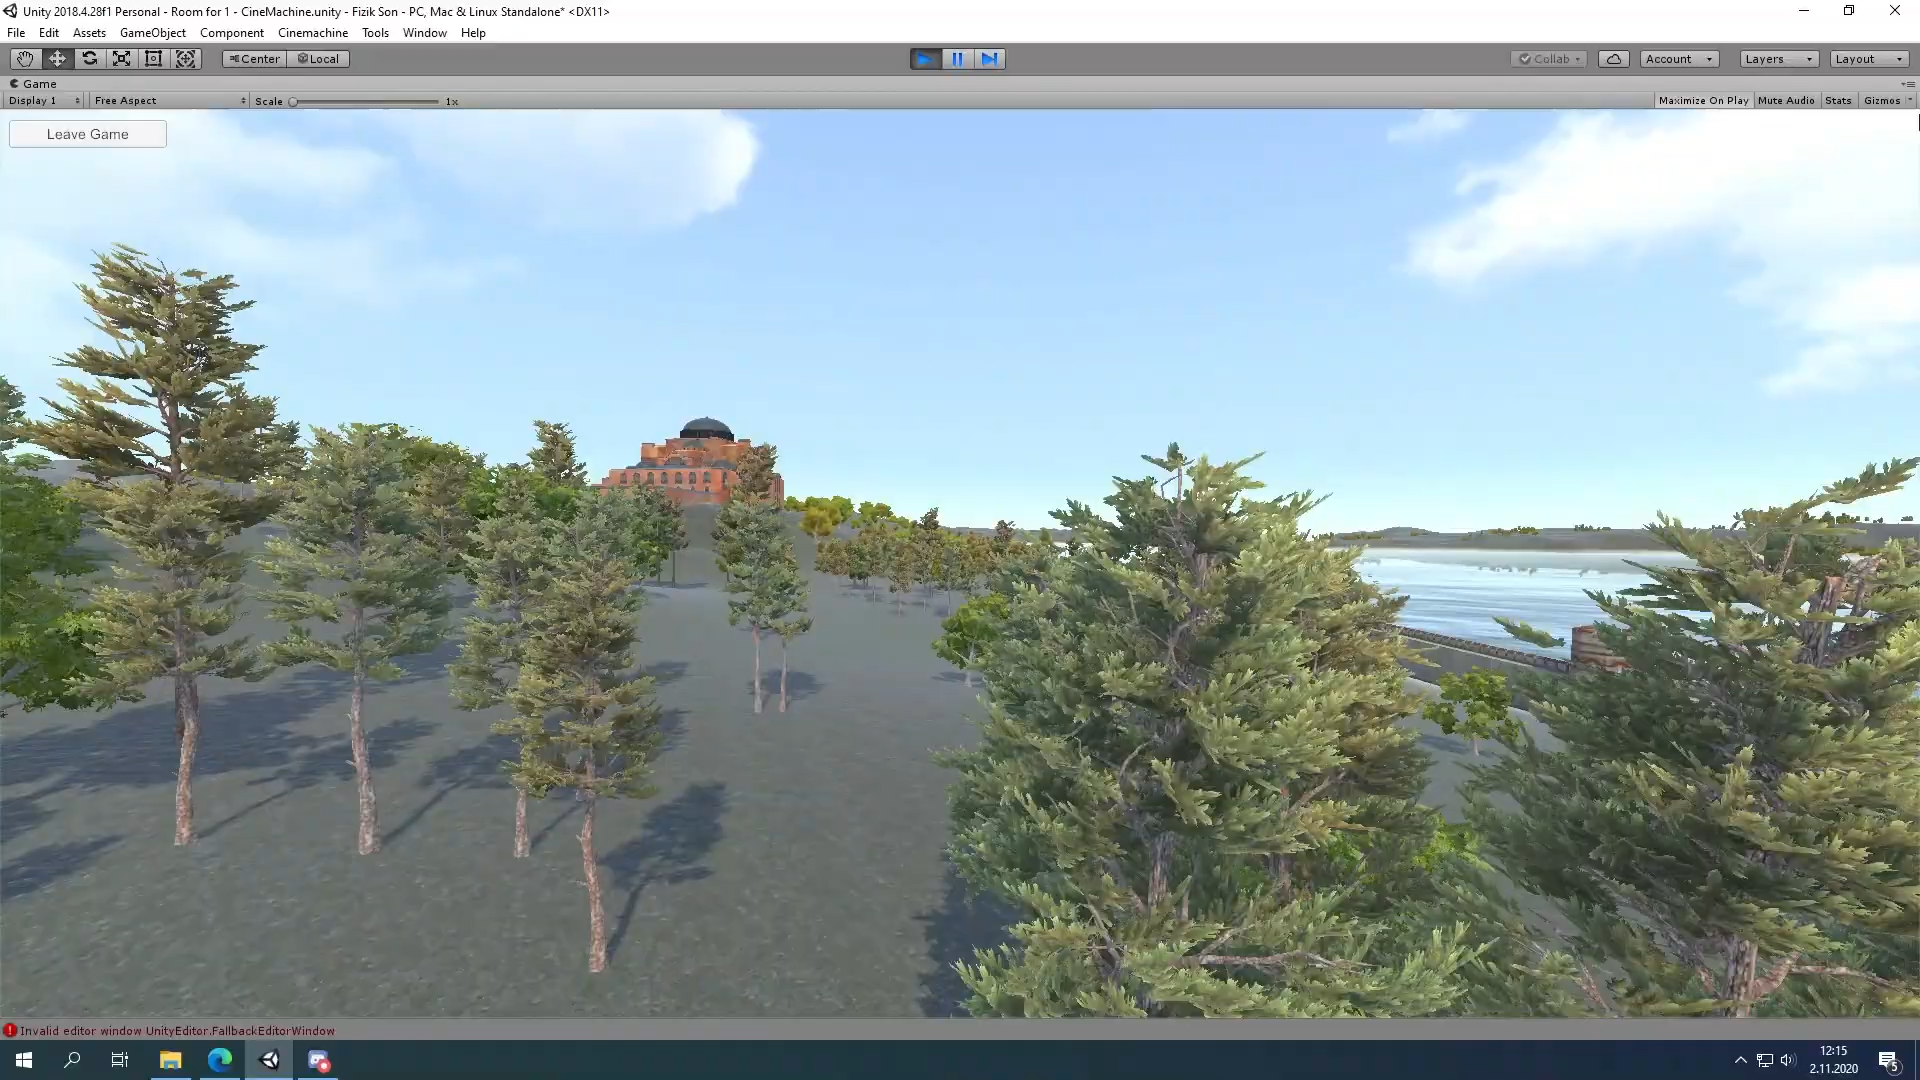 Unity 2018.4.28f1 Personal - Room for 1 - CineMachine.unity - Fizik Son - PC, Mac & Linux Standalone* <DX11>
File Edit Assets GameObject Component Cinemachine Tools Window Help
Center Local Collab Account Layers Layout
Game
Display 1 Free Aspect Scale 1x Maximize On Play Mute Audio Stats Gizmos
Leave Game
Invalid editor window UnityEditor.FallbackEditorWindow
12:15
2.11.2020
5